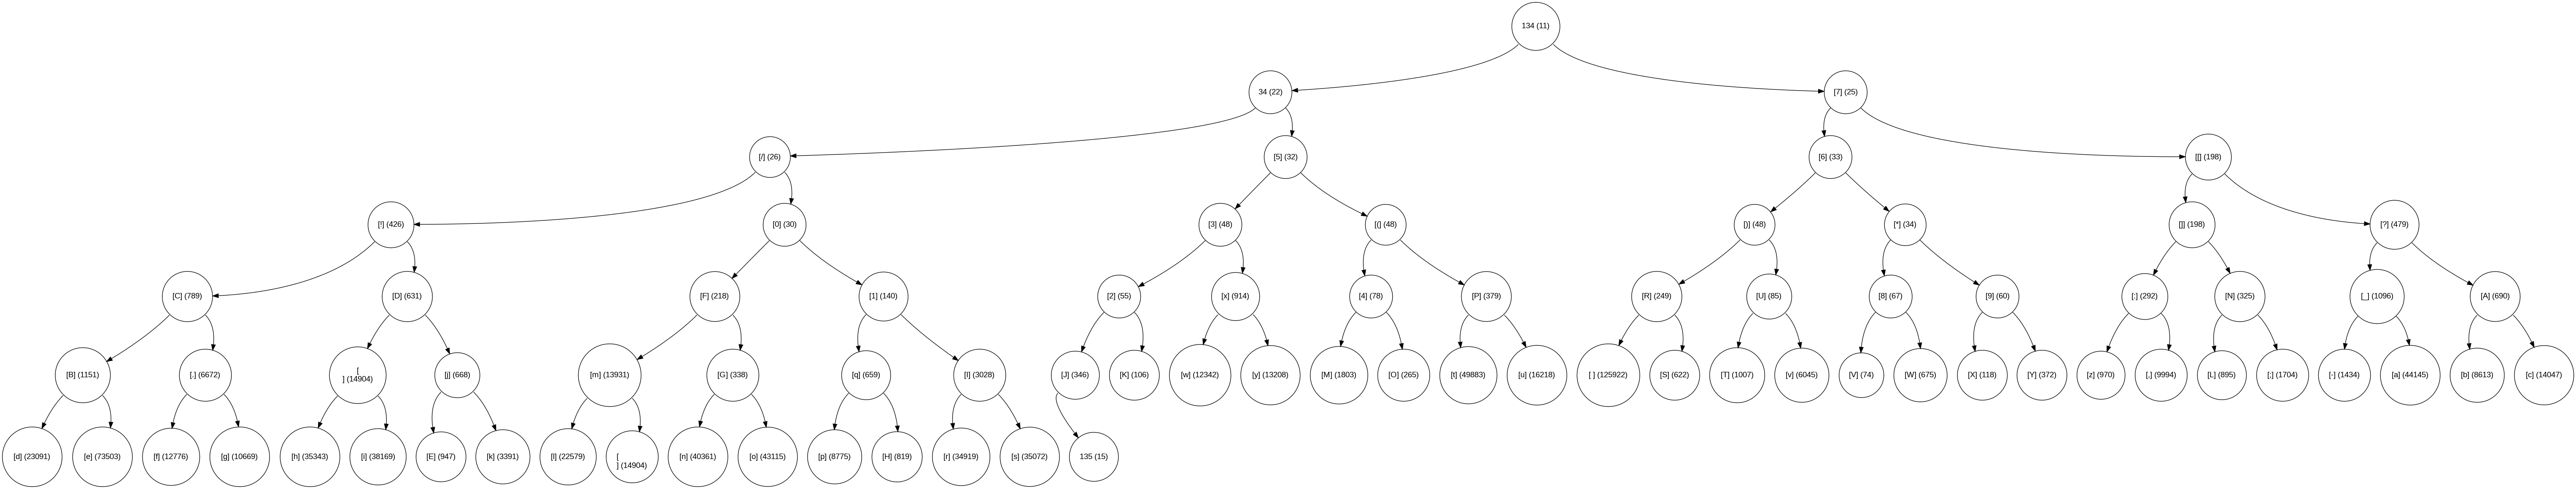 134 (11)
34 (22)
[7] (25)
[/] (26)
[5] (32)
[6] (33)
[[] (198)
[!] (426)
[0] (30)
[3] (48)
[(] (48)
[)] (48)
[*] (34)
[]] (198)
[?] (479)
[C] (789)
[D] (631)
[F] (218)
[1] (140)
[2] (55)
[x] (914)
[4] (78)
[P] (379)
[R] (249)
[U] (85)
[8] (67)
[9] (60)
[N] (325)
[_] (1096)
[A] (690)
[B] (1151)
[.] (6672)
[
] (14904)
[j] (668)
[m] (13931)
[G] (338)
[q] (659)
[J] (346)
[K] (106)
[w] (12342)
[y] (13208)
[M] (1803)
[O] (265)
[t] (49883)
[u] (16218)
[ ] (125922)
[S] (622)
[T] (1007)
[v] (6045)
[V] (74)
[W] (675)
[X] (118)
[Y] (372)
[z] (970)
[,] (9994)
[L] (895)
[-] (1434)
[a] (44145)
[b] (8613)
[c] (14047)
[d] (23091)
[e] (73503)
[f] (12776)
[g] (10669)
[h] (35343)
[i] (38169)
[E] (947)
[k] (3391)
[l] (22579)
[
] (14904)
[n] (40361)
[o] (43115)
[p] (8775)
[H] (819)
[r] (34919)
[s] (35072)
135 (15)